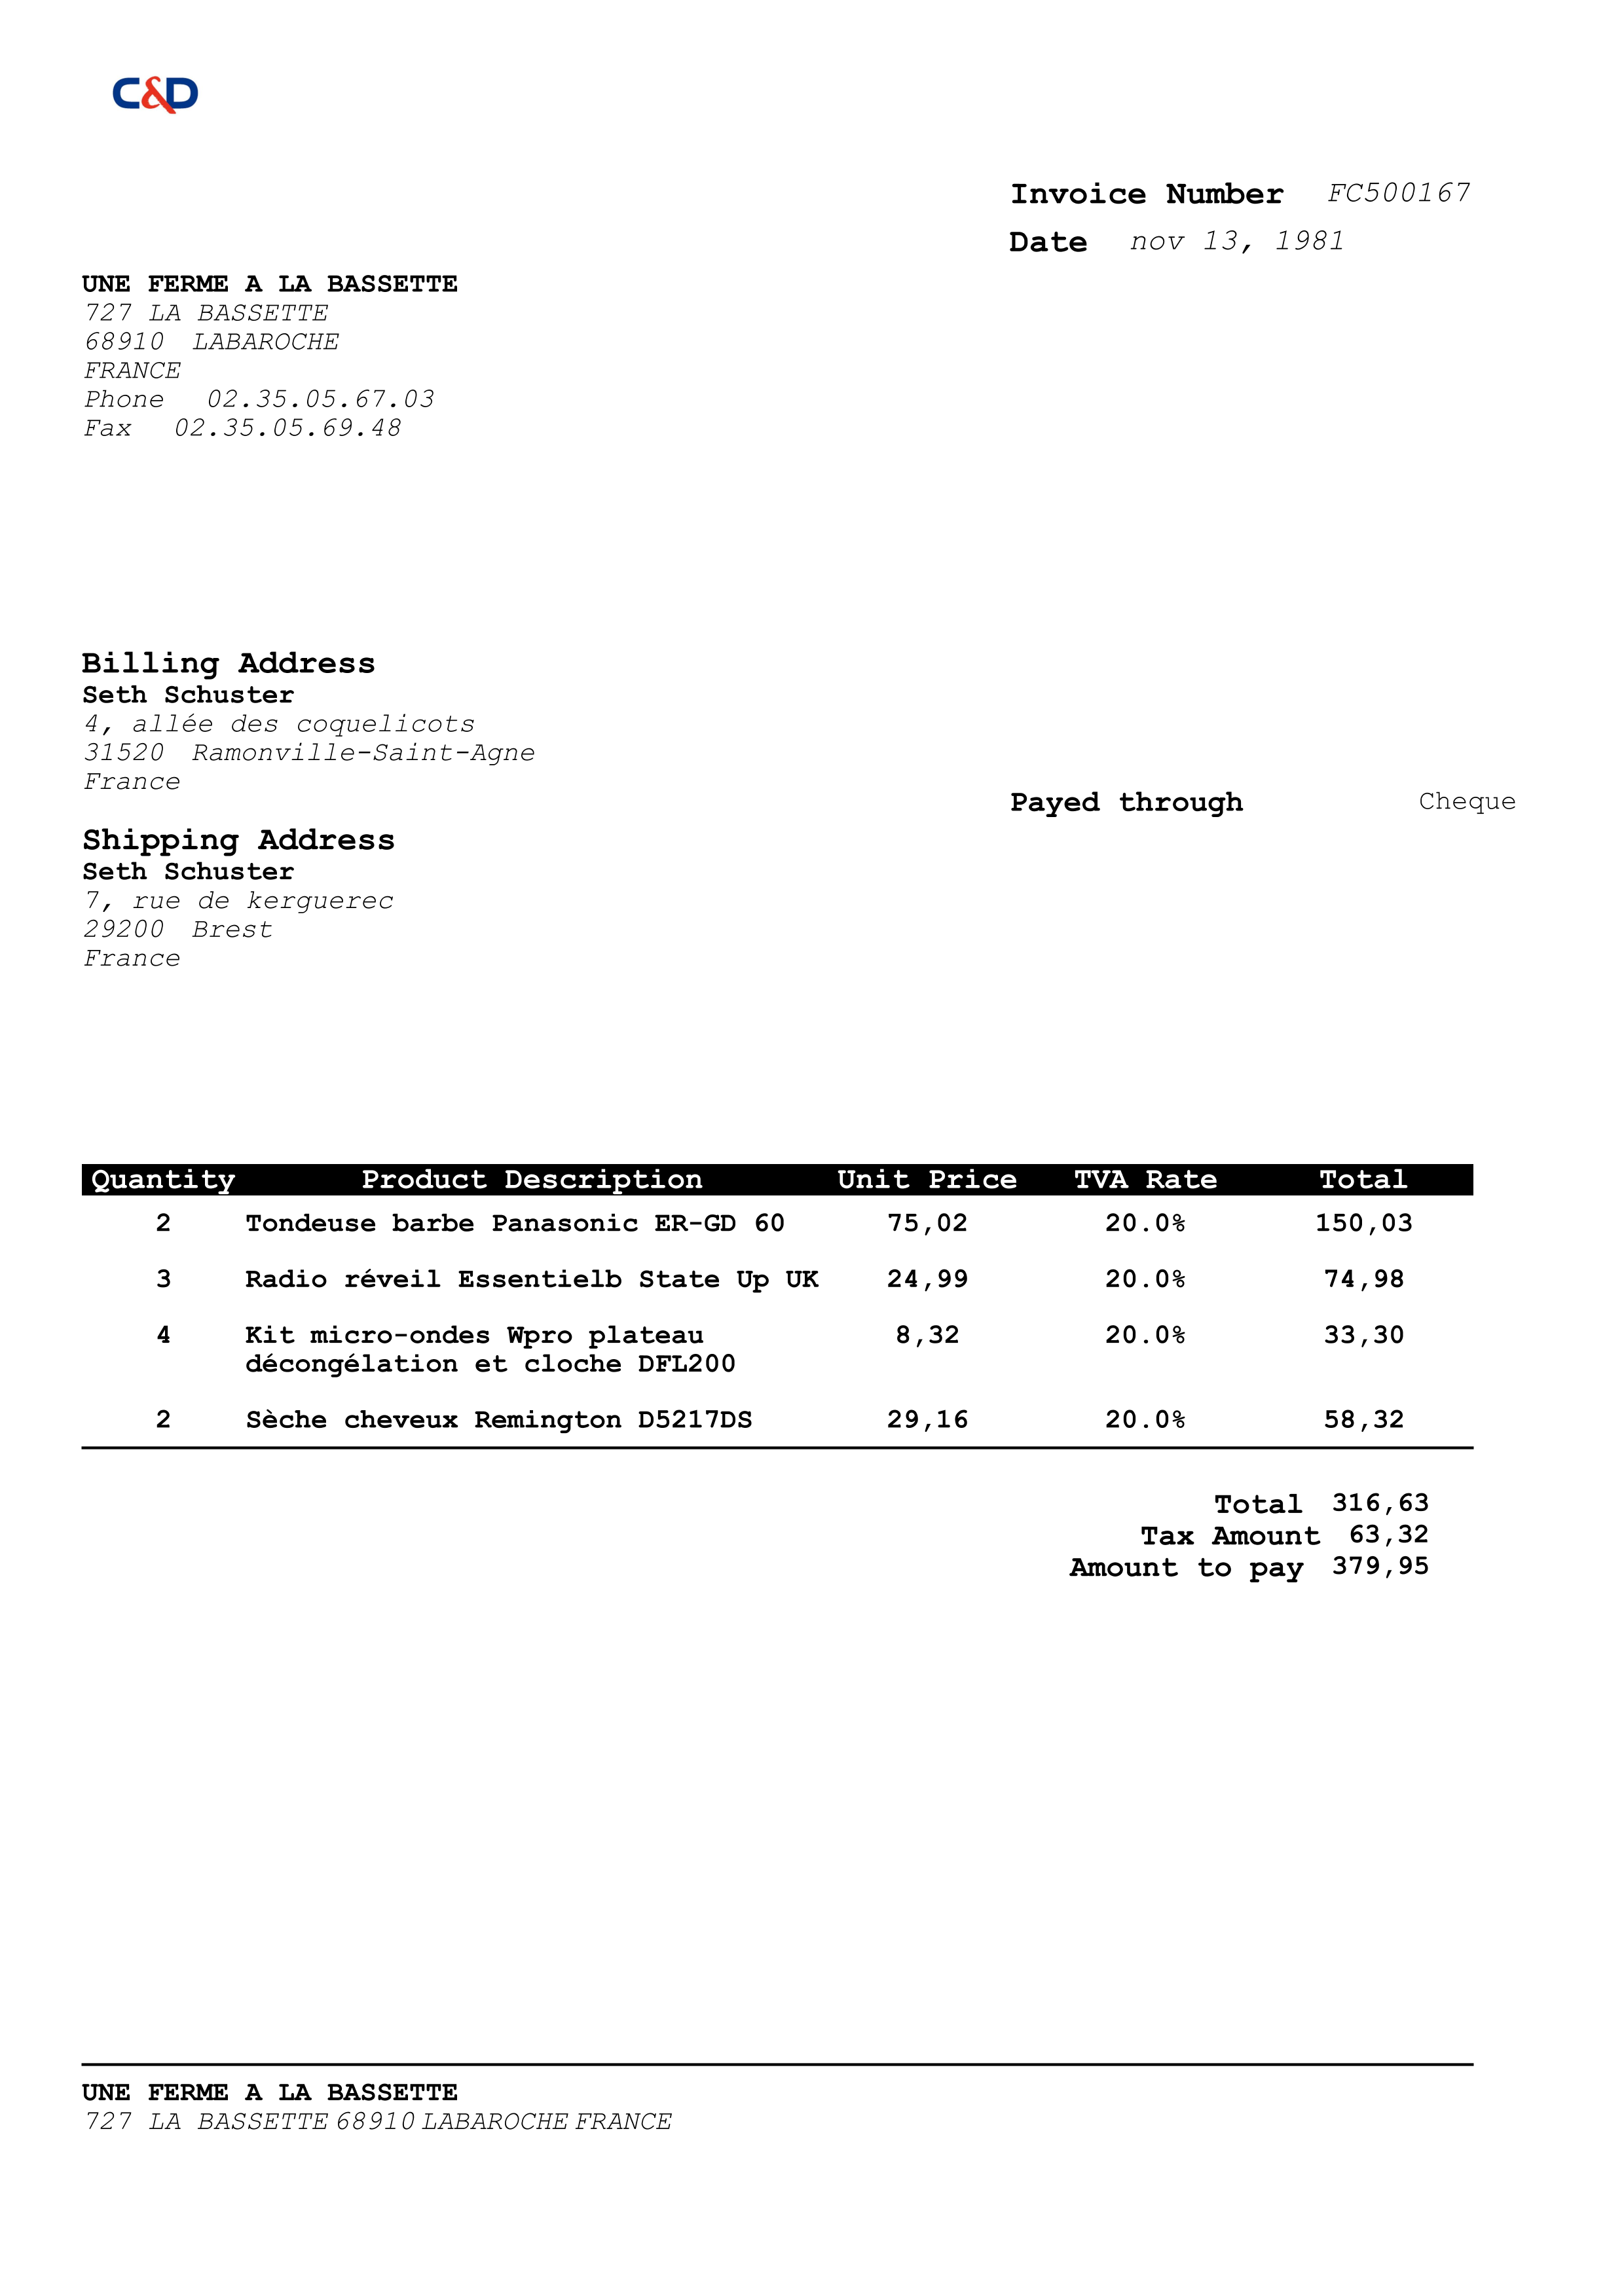 C&D
Invoice Number FC500167
Date nov 13, 1981
UNE FERME A LA BASSETTE
727 LA BASSETTE
68910 LABAROCHE
FRANCE
Phone 02.35.05.67.03
Fax 02.35.05.69.48
Billing Address
Seth Schuster
4, allée des coquelicots
31520 Ramonville-Saint-Agne
France
Payed through Cheque
Shipping Address
Seth Schuster
7, rue de kerguerec
29200 Brest
France
Quantity Product Description Unit Price TVA Rate Total
2 Tondeuse barbe Panasonic ER-GD 60 75,02 20.0% 150,03
3 Radio réveil Essentielb State Up UK 24,99 20.0% 74,98
4 Kit micro-ondes Wpro plateau 8,32 20.0% 33,30
décongélation et cloche DFL200
2 Sèche cheveux Remington D5217DS 29,16 20.0% 58,32
Total 316,63
Tax Amount 63,32
Amount to pay 379,95
UNE FERME A LA BASSETTE
727 LA BASSETTE 68910 LABAROCHE FRANCE